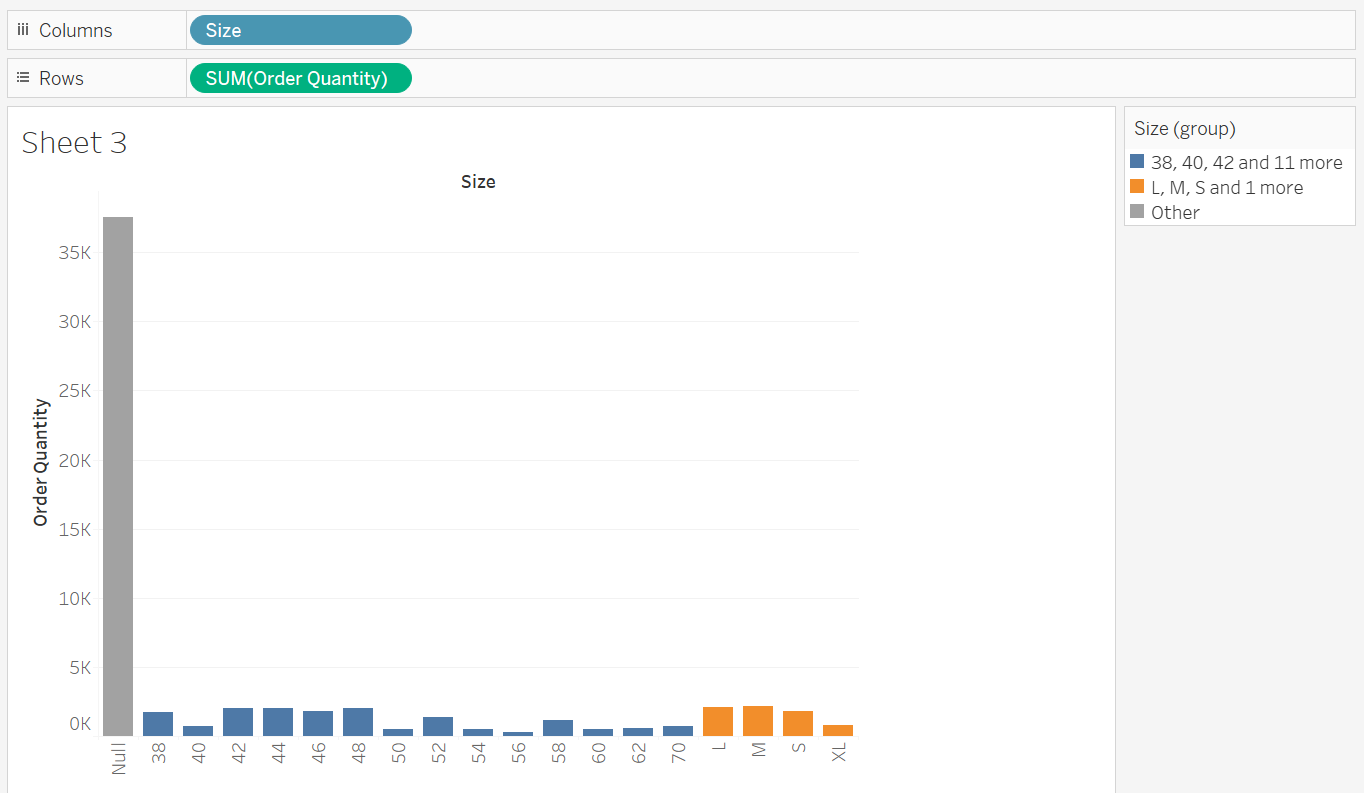 Columns
Size
Rows
SUM(Order Quantity)
Sheet 3
Size
Order Quantity
35K
30K
25K
20K
15K
10K
5K
0K
Null 38 40 42 44 46 48 50 52 54 56 58 60 62 70 L M S XL
Size (group)
38, 40, 42 and 11 more
L, M, S and 1 more
Other